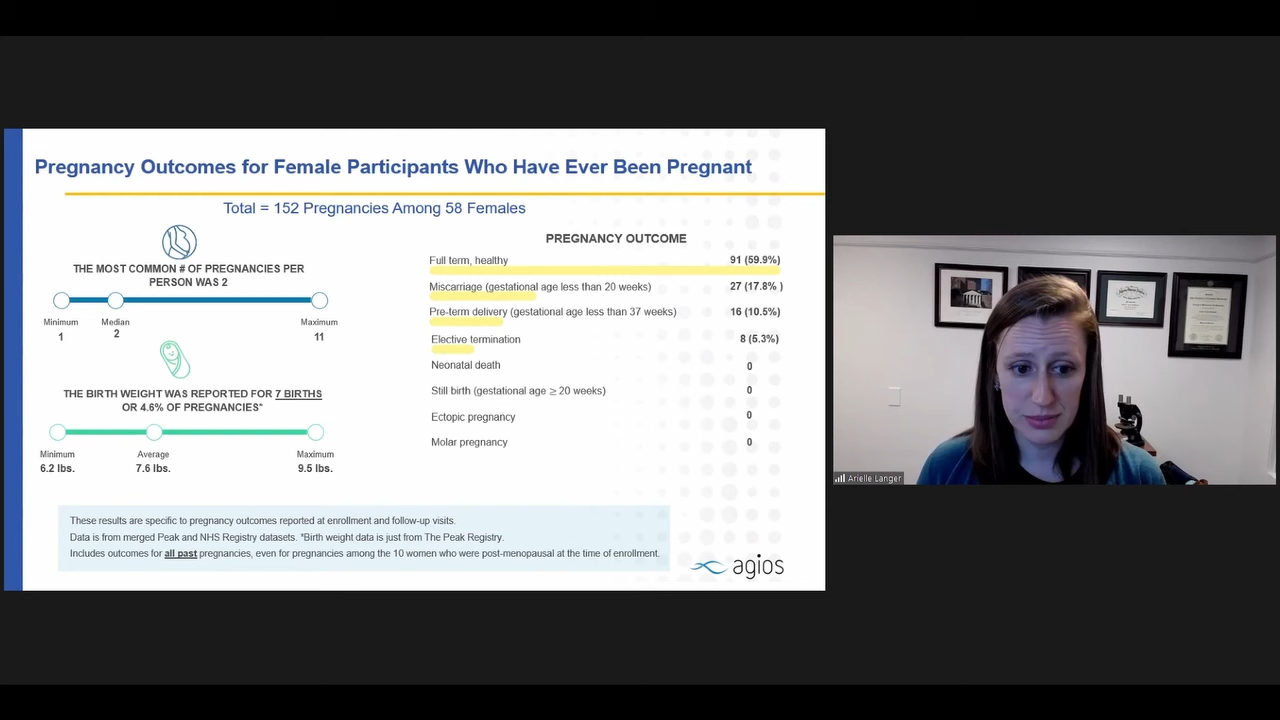 Pregnancy Outcomes for Female Participants Who Have Ever Been Pregnant
Total = 152 Pregnancies Among 58 Females
THE MOST COMMON # OF PREGNANCIES PER
PERSON WAS 2
Minimum
1
Median
2
Maximum
11
THE BIRTH WEIGHT WAS REPORTED FOR 7 BIRTHS
OR 4.6% OF PREGNANCIES*
Minimum
6.2 lbs.
Average
7.6 lbs.
Maximum
9.5 lbs.
PREGNANCY OUTCOME
Full term, healthy 91 (59.9%)
Miscarriage (gestational age less than 20 weeks) 27 (17.8% )
Pre-term delivery (gestational age less than 37 weeks) 16 (10.5%)
Elective termination 8 (5.3%)
Neonatal death 0
Still birth (gestational age ≥ 20 weeks) 0
Ectopic pregnancy 0
Molar pregnancy 0
These results are specific to pregnancy outcomes reported at enrollment and follow-up visits.
Data is from merged Peak and NHS Registry datasets. *Birth weight data is just from The Peak Registry.
Includes outcomes for all past pregnancies, even for pregnancies among the 10 women who were post-menopausal at the time of enrollment.
agios
Arielle Langer